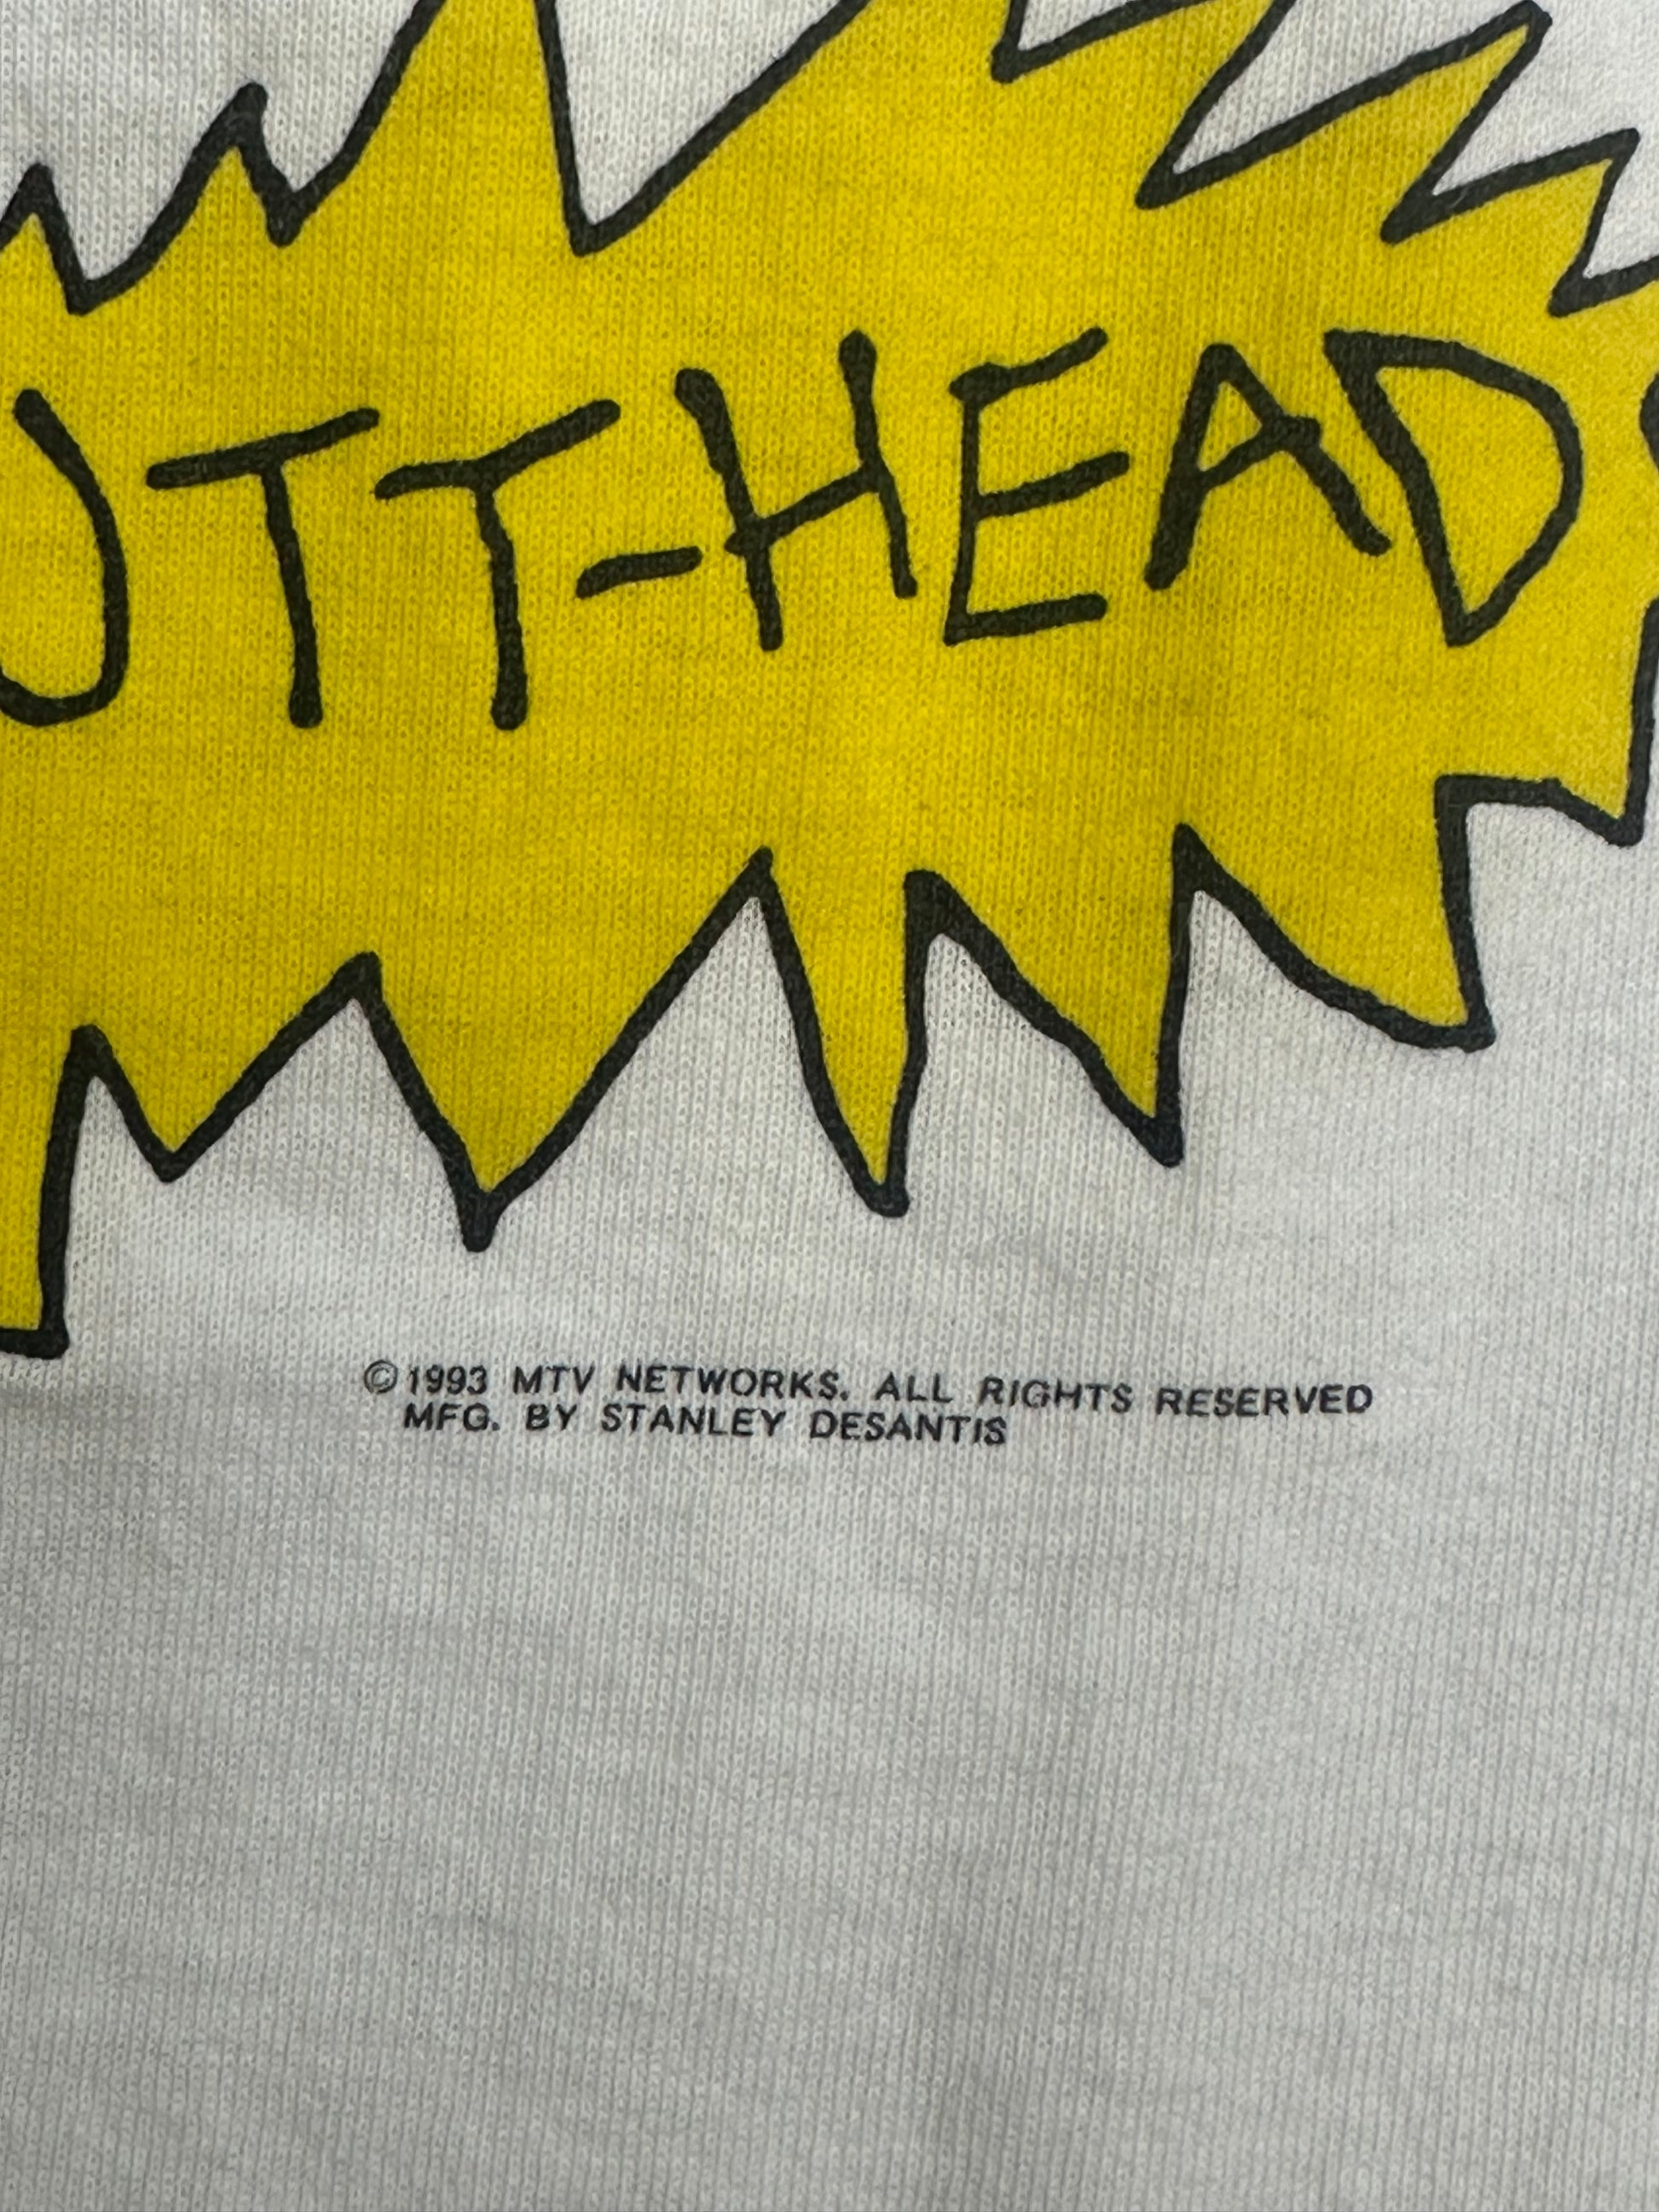 UTT-HEAD
©1993 MTV NETWORKS. ALL RIGHTS RESERVED
MFG. BY STANLEY DESANTIS